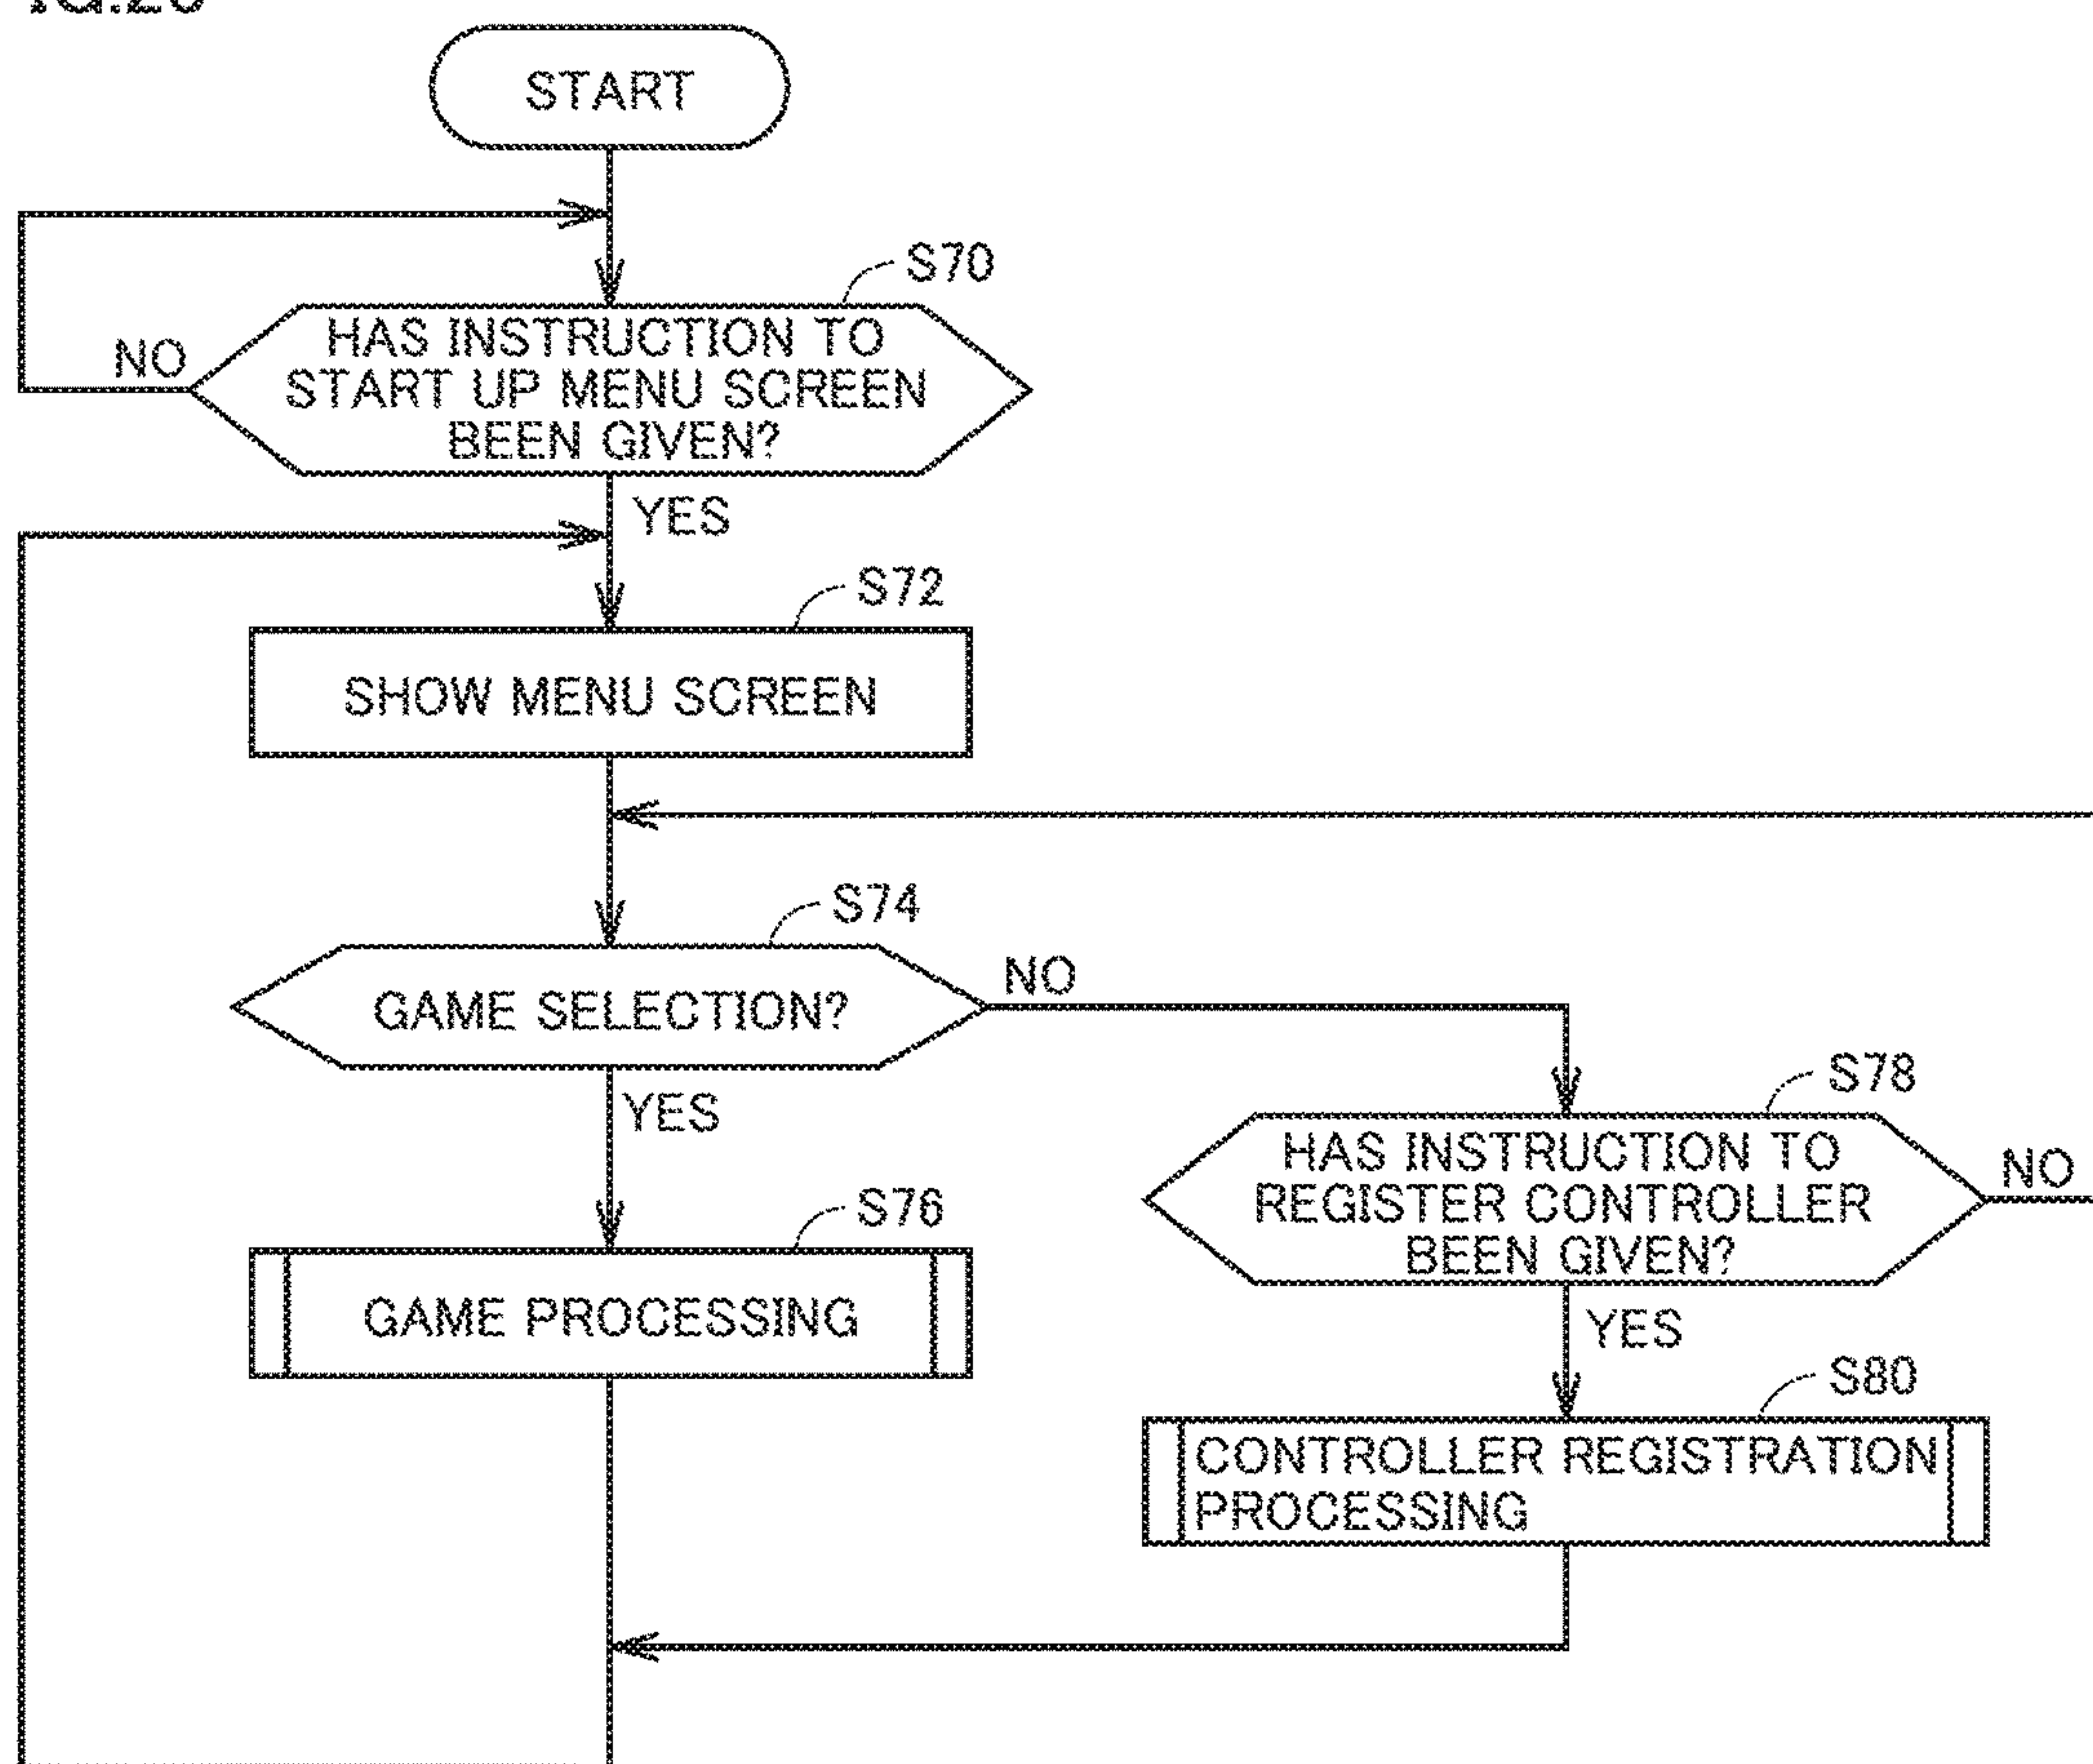 START
S70
NO
HAS INSTRUCTION TO
START UP MENU SCREEN
BEEN GIVEN?
YES
S72
SHOW MENU SCREEN
S74
GAME SELECTION?
NO
YES
S78
HAS INSTRUCTION TO
REGISTER CONTROLLER
BEEN GIVEN?
NO
S76
GAME PROCESSING
YES
S80
CONTROLLER REGISTRATION
PROCESSING